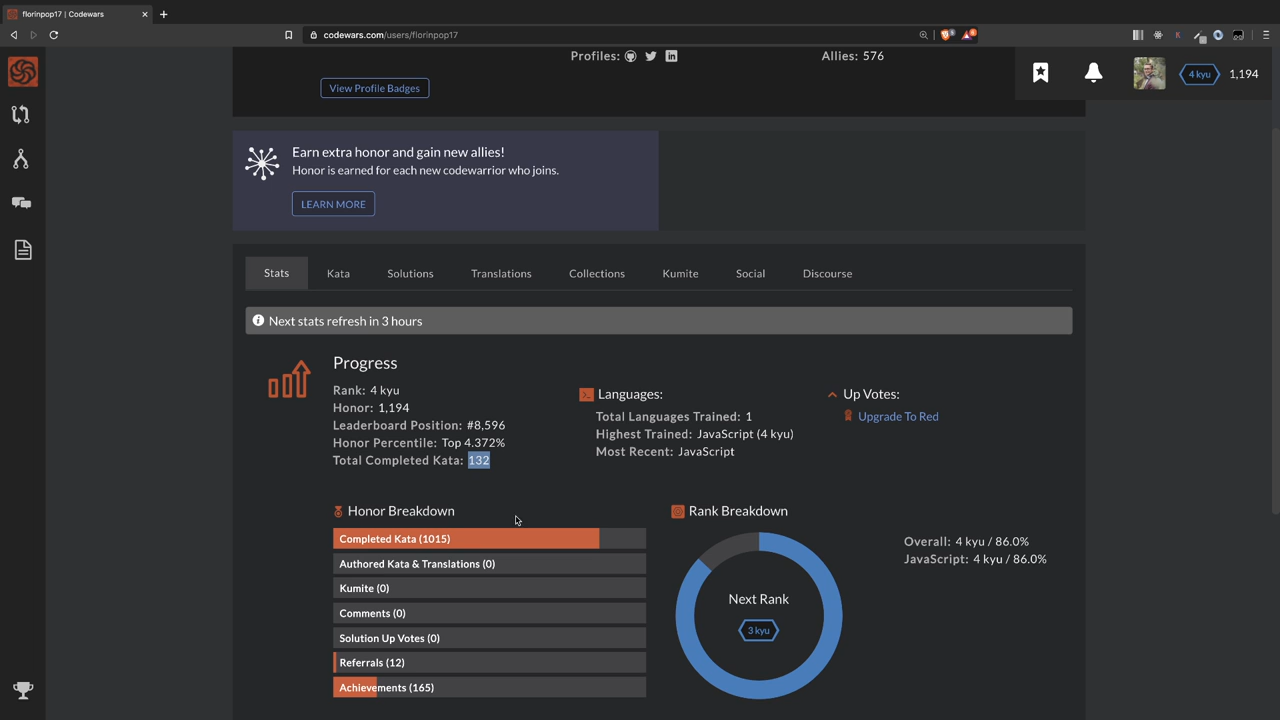 florinpop17 | Codewars
codewars.com/users/florinpop17
Profiles:
Allies: 576
View Profile Badges
4 kyu
1,194
Earn extra honor and gain new allies!
Honor is earned for each new codewarrior who joins.
LEARN MORE
Stats Kata Solutions Translations Collections Kumite Social Discourse
Next stats refresh in 3 hours
Progress
Rank: 4 kyu
Honor: 1,194
Leaderboard Position: #8,596
Honor Percentile: Top 4.372%
Total Completed Kata: 132
Languages:
Total Languages Trained: 1
Highest Trained: JavaScript (4 kyu)
Most Recent: JavaScript
Up Votes:
Upgrade To Red
Honor Breakdown
Completed Kata (1015)
Authored Kata & Translations (0)
Kumite (0)
Comments (0)
Solution Up Votes (0)
Referrals (12)
Achievements (165)
Rank Breakdown
Next Rank
3 kyu
Overall: 4 kyu / 86.0%
JavaScript: 4 kyu / 86.0%